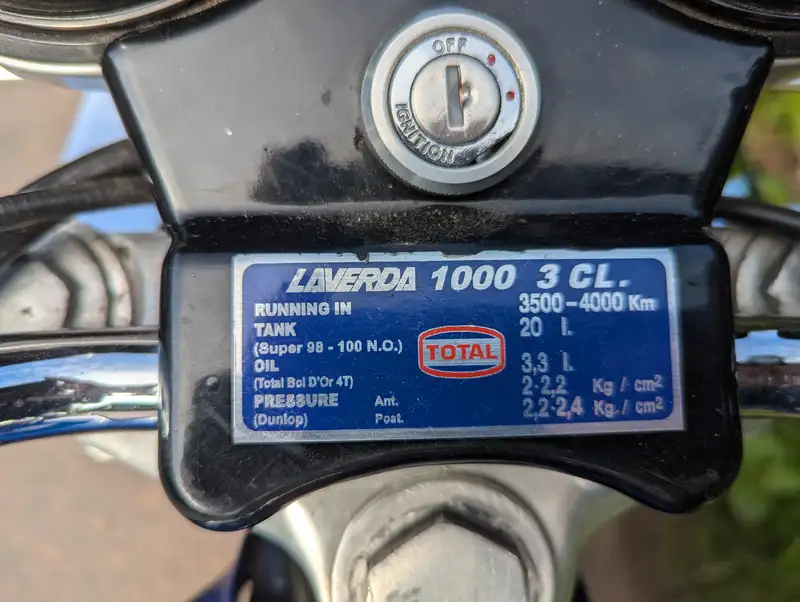 OFF
IGNITION
LAVERDA 1000 3 CL.
RUNNING IN 3500-4000 Km
TANK 20 l.
(Super 98 - 100 N.O.)
TOTAL
OIL 3,3 l.
(Total Bol D'Or 4T)
PRESSURE Ant. 2-2,2 Kg / cm²
(Dunlop) Post. 2,2-2,4 Kg / cm²